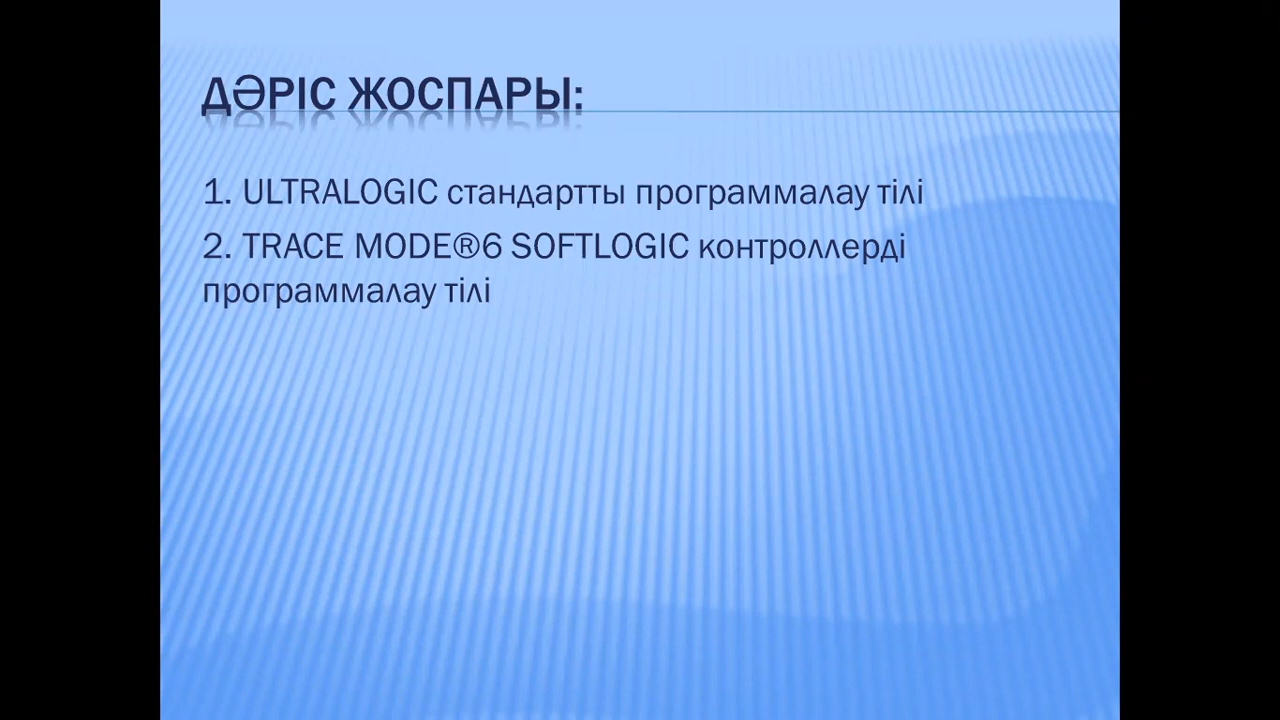 ДӘРІС ЖОСПАРЫ:
1. ULTRALOGIC стандартты программалау тілі
2. TRACE MODE®6 SOFTLOGIC контроллерді
программалау тілі